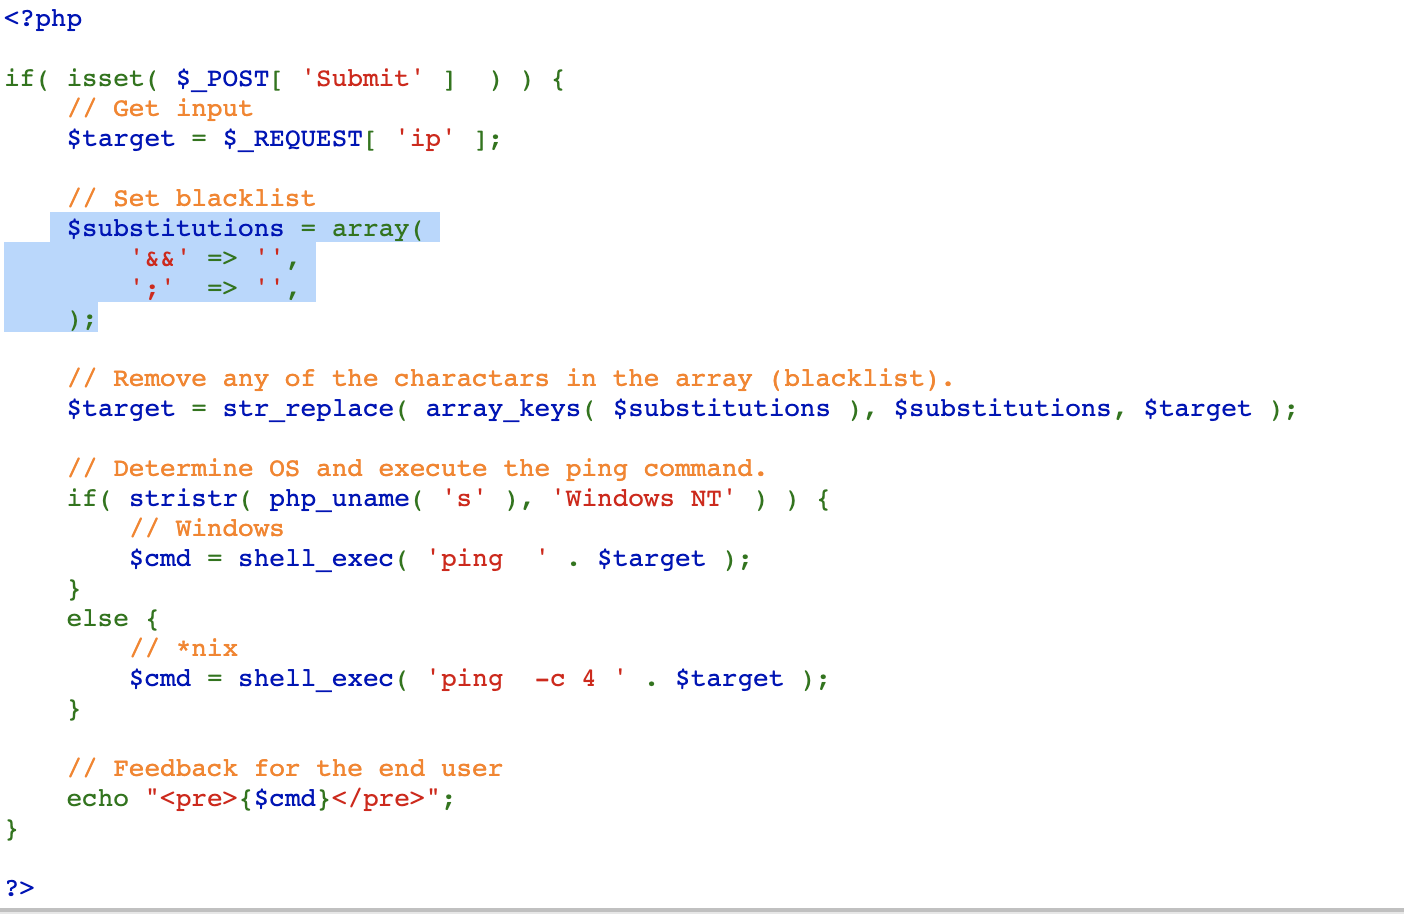 <?php

if( isset( $_POST[ 'Submit' ]  ) ) {
    // Get input
    $target = $_REQUEST[ 'ip' ];

    // Set blacklist
    $substitutions = array(
        '&&' => '',
        ';'  => '',
    );

    // Remove any of the charactars in the array (blacklist).
    $target = str_replace( array_keys( $substitutions ), $substitutions, $target );

    // Determine OS and execute the ping command.
    if( stristr( php_uname( 's' ), 'Windows NT' ) ) {
        // Windows
        $cmd = shell_exec( 'ping  ' . $target );
    }
    else {
        // *nix
        $cmd = shell_exec( 'ping  -c 4 ' . $target );
    }

    // Feedback for the end user
    echo "<pre>{$cmd}</pre>";
}

?>